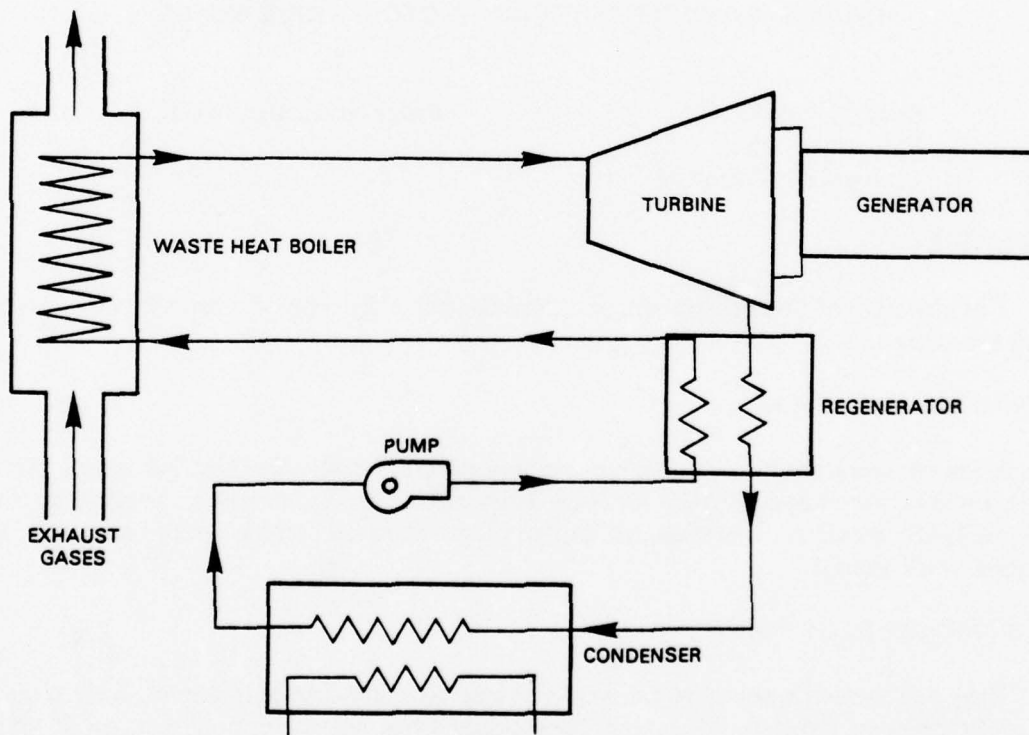 TURBINE
GENERATOR
WASTE HEAT BOILER
REGENERATOR
PUMP
EXHAUST
GASES
CONDENSER